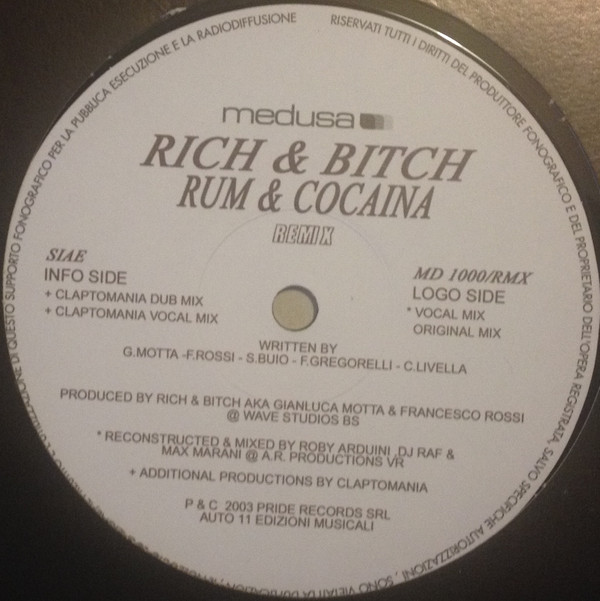 ESECUZIONE E LA RADIODIFFUSIONE
RISERVATI TUTTI I DIRITTI DEL PRODUTTORE FONOGRAFICO E DEL PROPRIETARIO DELL'OPERA REGISTRATA, SALVO SPECIFICHE AUTORIZZAZIONI, SONO VIETATI LA
DI QUESTO SUPPORTO FONOGRAFICO PER LA PUBBLICA
medusa
RICH & BITCH
RUM & COCAINA
REMIX
SIAE
INFO SIDE
+ CLAPTOMANIA DUB MIX
+ CLAPTOMANIA VOCAL MIX
MD 1000/RMX
LOGO SIDE
* VOCAL MIX
ORIGINAL MIX
WRITTEN BY
G.MOTTA -F.ROSSI - S.BUIO - F.GREGORELLI - C.LIVELLA
PRODUCED BY RICH & BITCH AKA GIANLUCA MOTTA & FRANCESCO ROSSI
@ WAVE STUDIOS BS
* RECONSTRUCTED & MIXED BY ROBY ARDUINI ,DJ RAF &
MAX MARANI @ A.R. PRODUCTIONS VR
+ ADDITIONAL PRODUCTIONS BY CLAPTOMANIA
P & C 2003 PRIDE RECORDS SRL
AUTO 11 EDIZIONI MUSICALI